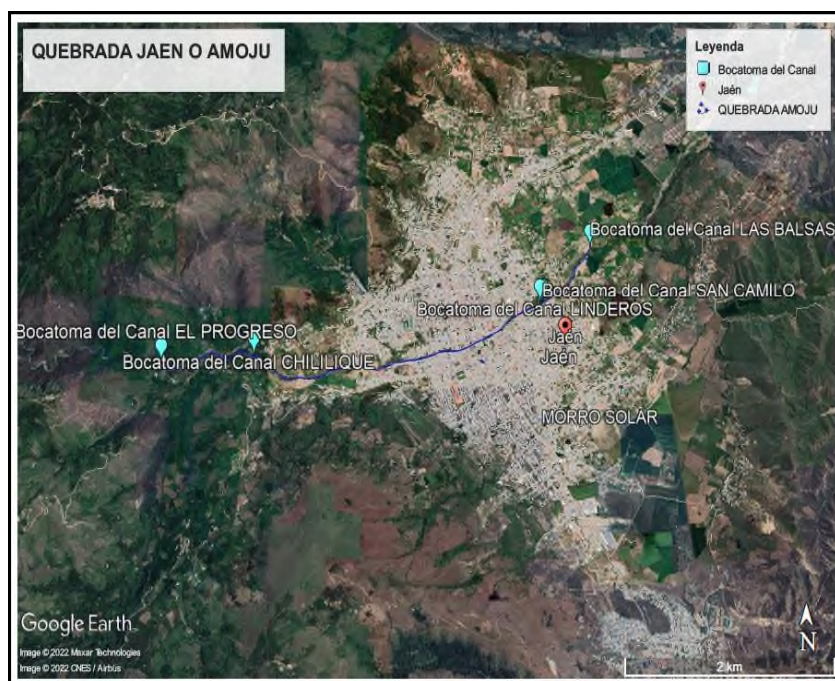 QUEBRADA JAEN O AMOJU
Leyenda
Bocatoma del Canal
Jaén
QUEBRADA AMOJU
Bocatoma del Canal LAS BALSAS
Bocatoma del Canal SAN CAMILO
Bocatoma del Canal LINDEROS
Bocatoma del Canal EL PROGRESO
Jaén
Jaén
Bocatoma del Canal CHILILIQUE
MORRO SOLAR
Google Earth
N
Image © 2022 Maxar Technologies
Image © 2022 CNES / Airbus
2 km